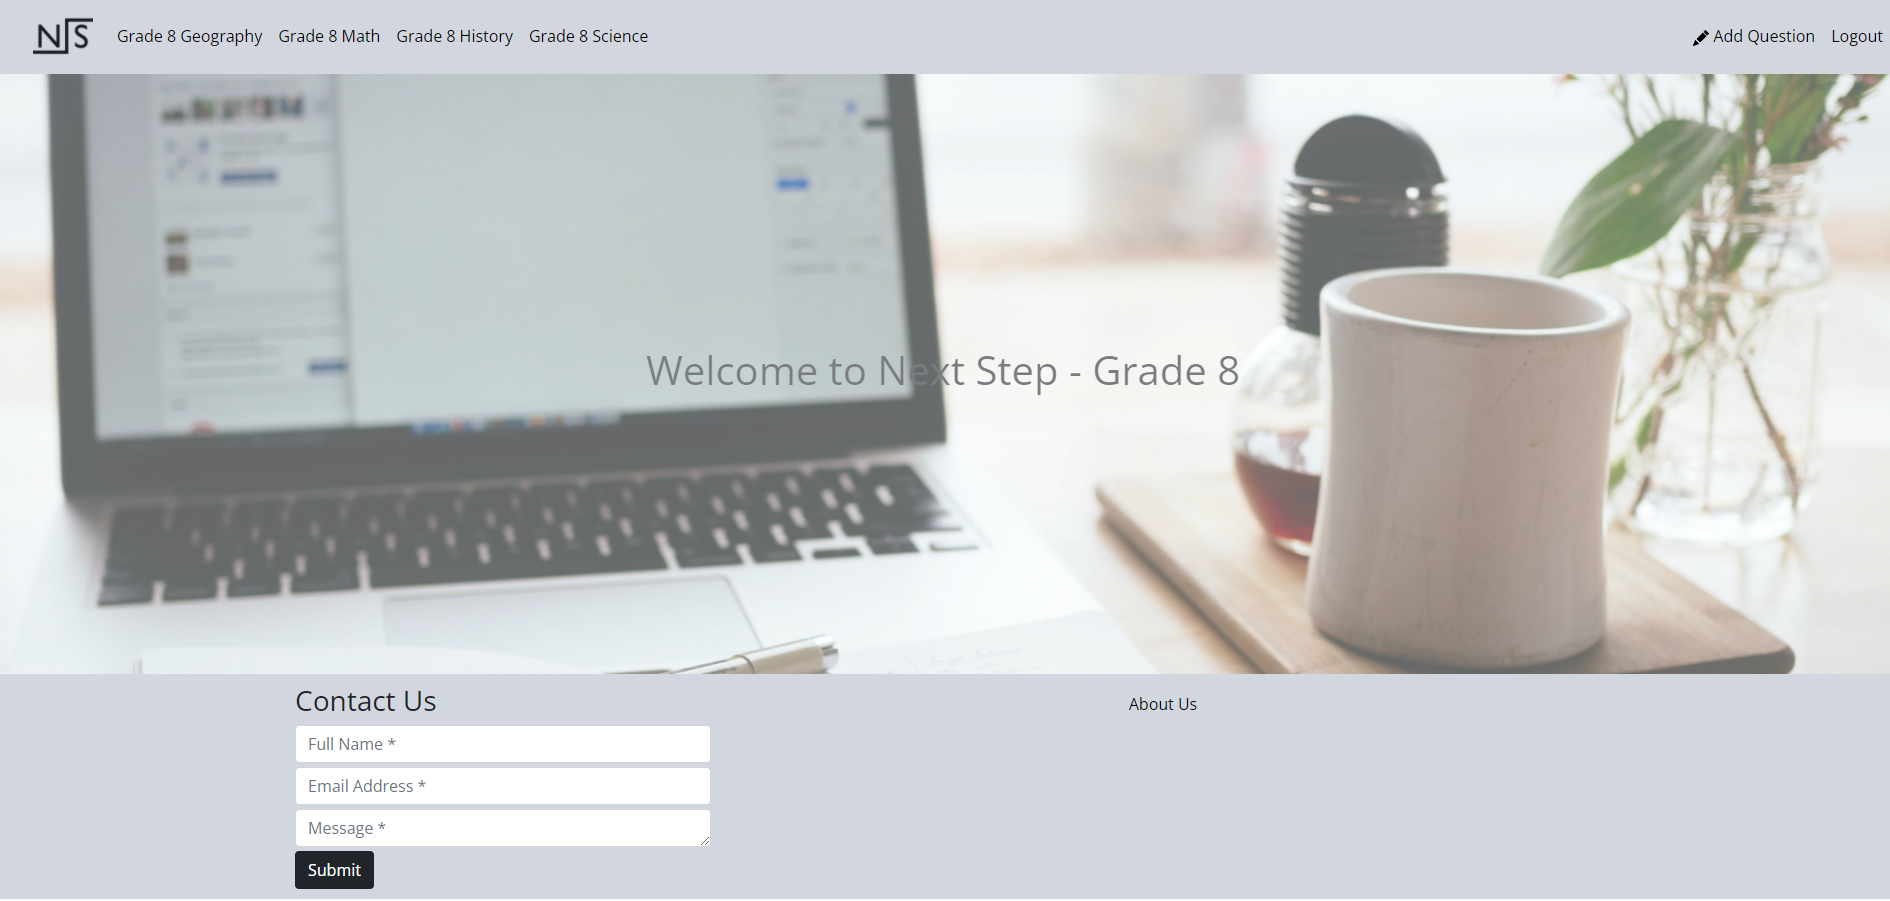 NS
Grade 8 Geography Grade 8 Math Grade 8 History Grade 8 Science
Add Question Logout
Welcome to Next Step - Grade 8
Contact Us
Full Name *
Email Address *
Message *
Submit
About Us